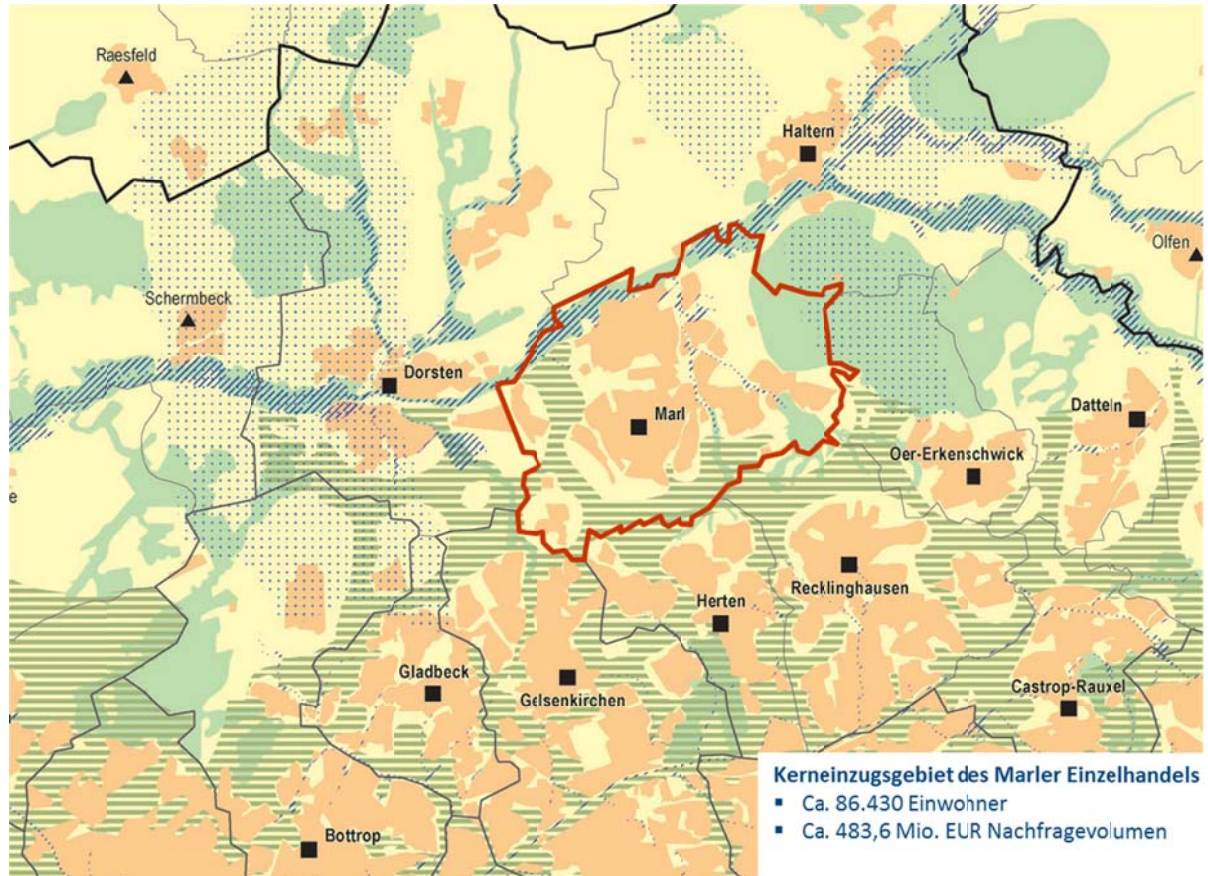 Raesfeld
Haltern
Olfen
Schermbeck
Dorsten
Marl
Datteln
Oer-Erkenschwick
e
Recklinghausen
Herten
Gladbeck
Gelsenkirchen
Castrop-Rauxel
Bottrop
Kerneinzugsgebiet des Marler Einzelhandels
▪ Ca. 86.430 Einwohner
▪ Ca. 483,6 Mio. EUR Nachfragevolumen